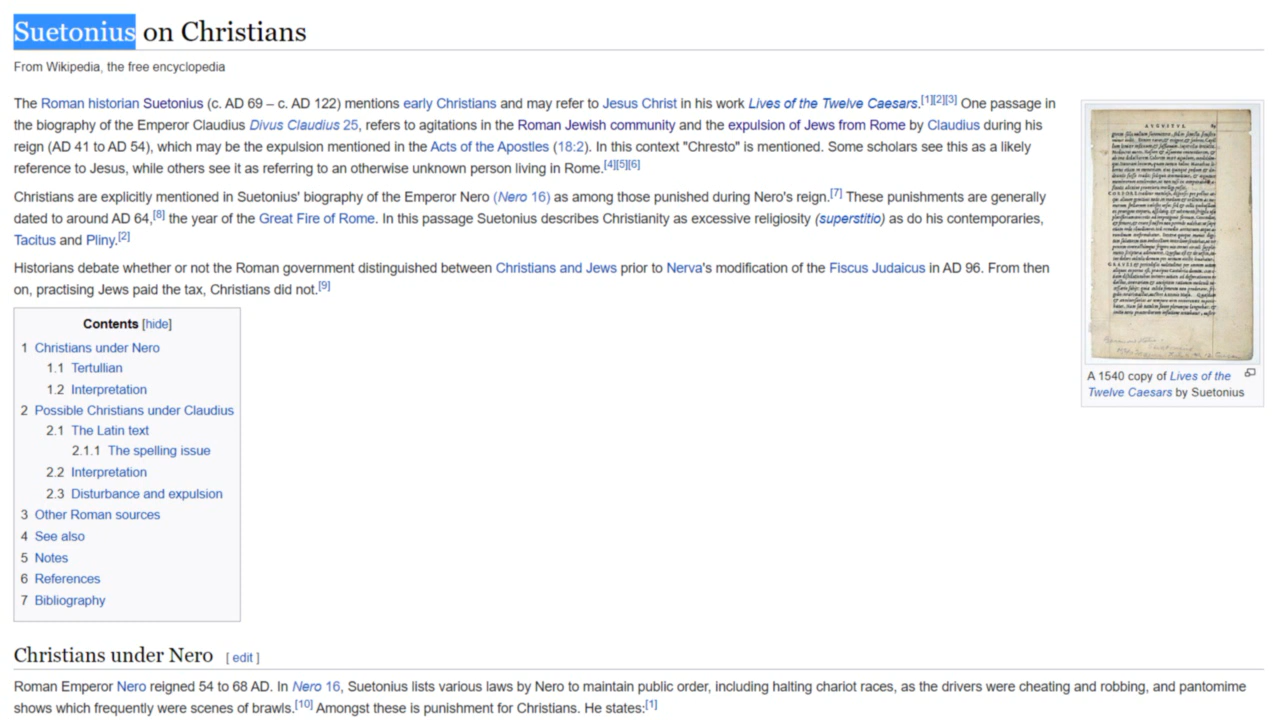 Suetonius on Christians
From Wikipedia, the free encyclopedia
The Roman historian Suetonius (c. AD 69 – c. AD 122) mentions early Christians and may refer to Jesus Christ in his work Lives of the Twelve Caesars.[1][2][3] One passage in
the biography of the Emperor Claudius Divus Claudius 25, refers to agitations in the Roman Jewish community and the expulsion of Jews from Rome by Claudius during his
reign (AD 41 to AD 54), which may be the expulsion mentioned in the Acts of the Apostles (18:2). In this context "Chresto" is mentioned. Some scholars see this as a likely
reference to Jesus, while others see it as referring to an otherwise unknown person living in Rome.[4][5][6]
Christians are explicitly mentioned in Suetonius' biography of the Emperor Nero (Nero 16) as among those punished during Nero's reign.[7] These punishments are generally
dated to around AD 64,[8] the year of the Great Fire of Rome. In this passage Suetonius describes Christianity as excessive religiosity (superstitio) as do his contemporaries,
Tacitus and Pliny.[2]
Historians debate whether or not the Roman government distinguished between Christians and Jews prior to Nerva's modification of the Fiscus Judaicus in AD 96. From then
on, practising Jews paid the tax, Christians did not.[9]
A 1540 copy of Lives of the
Twelve Caesars by Suetonius
Contents [hide]
1 Christians under Nero
1.1 Tertullian
1.2 Interpretation
2 Possible Christians under Claudius
2.1 The Latin text
2.1.1 The spelling issue
2.2 Interpretation
2.3 Disturbance and expulsion
3 Other Roman sources
4 See also
5 Notes
6 References
7 Bibliography
Christians under Nero [ edit ]
Roman Emperor Nero reigned 54 to 68 AD. In Nero 16, Suetonius lists various laws by Nero to maintain public order, including halting chariot races, as the drivers were cheating and robbing, and pantomime
shows which frequently were scenes of brawls.[10] Amongst these is punishment for Christians. He states:[1]